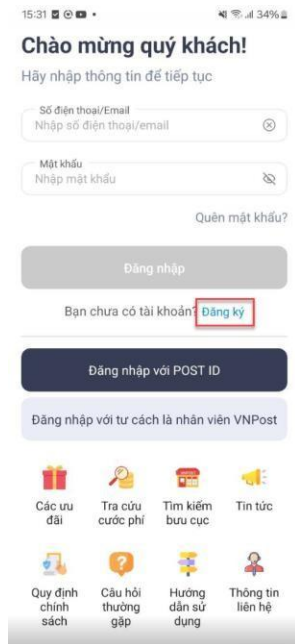 15:31
34%
Chào mừng quý khách!
Hãy nhập thông tin để tiếp tục
Số điện thoại/Email
Nhập số điện thoại/email
Mật khẩu
Nhập mật khẩu
Quên mật khẩu?
Đăng nhập
Bạn chưa có tài khoản? Đăng ký
Đăng nhập với POST ID
Đăng nhập với tư cách là nhân viên VNPost
Các ưu
đãi
Tra cứu
cước phí
Tìm kiếm
bưu cục
Tin tức
Quy định
chính
sách
Câu hỏi
thường
gặp
Hướng
dẫn sử
dụng
Thông tin
liên hệ